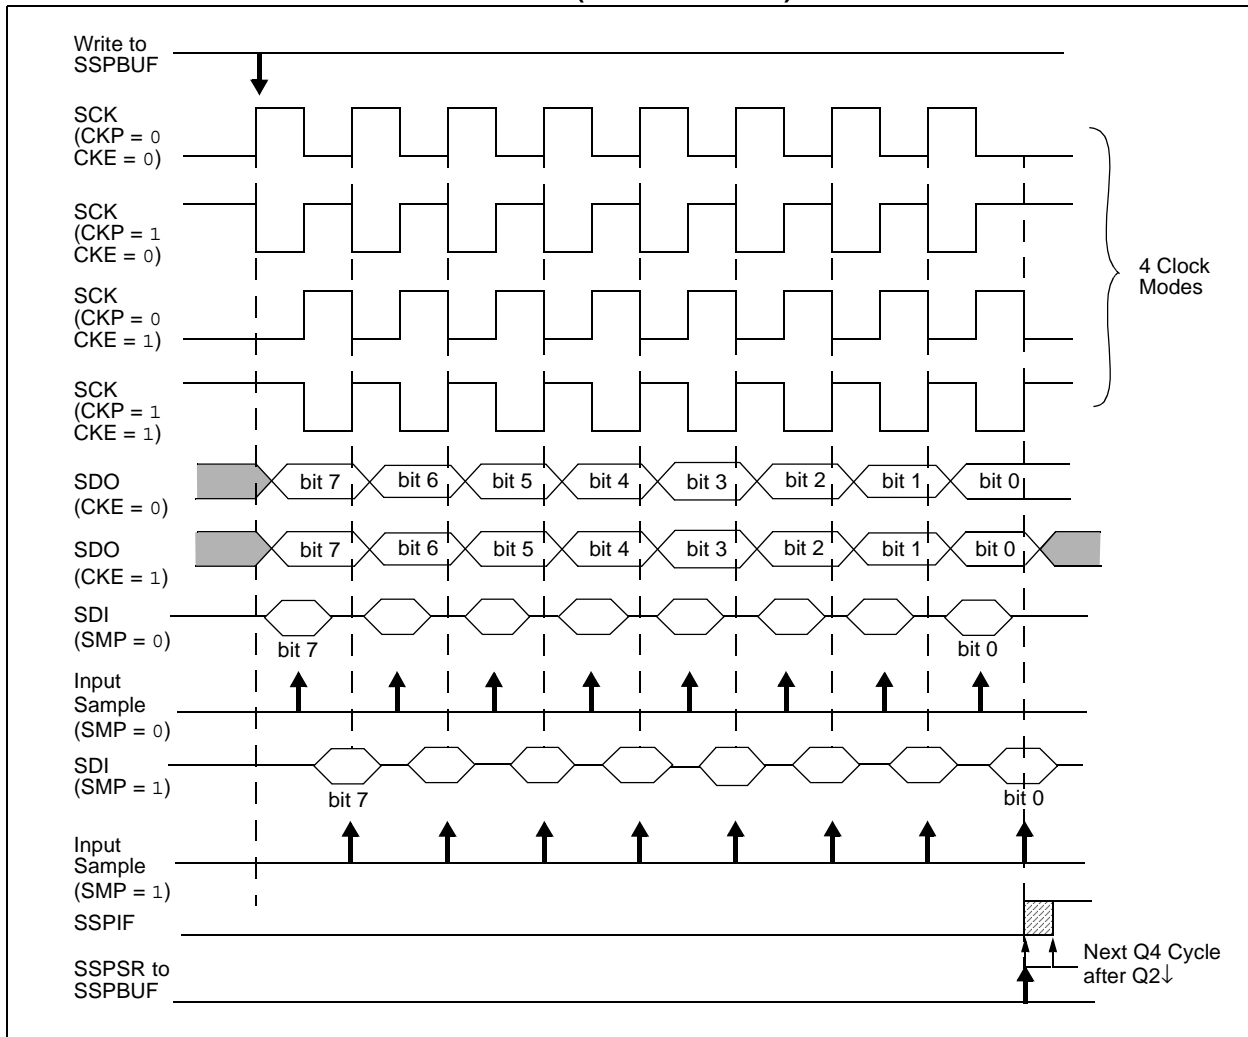 Write to
SSPBUF
SCK
(CKP = 0
CKE = 0)
SCK
(CKP = 1
CKE = 0)
SCK
(CKP = 0
CKE = 1)
SCK
(CKP = 1
CKE = 1)
4 Clock
Modes
SDO
(CKE = 0)
bit 7 bit 6 bit 5 bit 4 bit 3 bit 2 bit 1 bit 0
SDO
(CKE = 1)
bit 7 bit 6 bit 5 bit 4 bit 3 bit 2 bit 1 bit 0
SDI
(SMP = 0)
bit 7 bit 0
Input
Sample
(SMP = 0)
SDI
(SMP = 1)
bit 7 bit 0
Input
Sample
(SMP = 1)
SSPIF
Next Q4 Cycle
after Q2↓
SSPSR to
SSPBUF